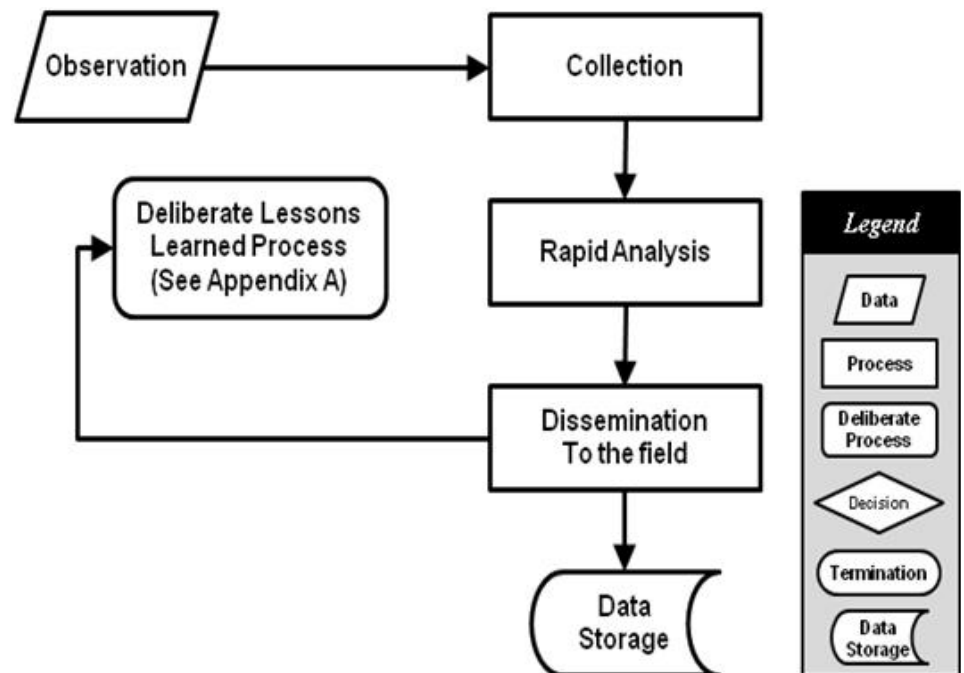 Observation
Collection
Deliberate Lessons
Learned Process
(See Appendix A)
Rapid Analysis
Dissemination
To the field
Data
Storage
Legend
Data
Process
Deliberate
Process
Decision
Termination
Data
Storage